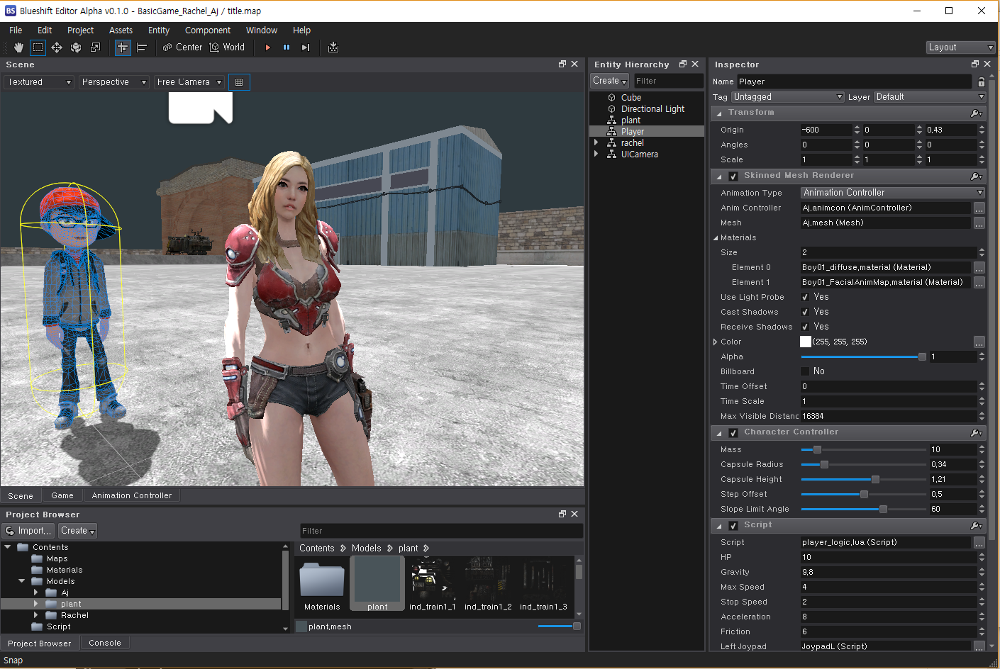 BS Blueshift Editor Alpha v0.1.0 - BasicGame_Rachel_Aj / title.map
File Edit Project Assets Entity Component Window Help
Center World Layout
Scene
Textured Perspective Free Camera
Entity Hierarchy
Create Filter
Cube
Directional Light
plant
Player
rachel
UICamera
Inspector
Name Player
Tag Untagged Layer Default
Transform
Origin -600 0 0,43
Angles 0 0 0
Scale 1 1 1
Skinned Mesh Renderer
Animation Type Animation Controller
Anim Controller Aj,animcon (AnimController) ...
Mesh Aj,mesh (Mesh) ...
Materials
Size 2
Element 0 Boy01_diffuse,material (Material) ...
Element 1 Boy01_FacialAnimMap,material (Material) ...
Use Light Probe Yes
Cast Shadows Yes
Receive Shadows Yes
Color (255, 255, 255) ...
Alpha 1
Billboard No
Time Offset 0
Time Scale 1
Max Visible Distanc 16384
Character Controller
Mass 10
Capsule Radius 0,34
Capsule Height 1,21
Step Offset 0,5
Slope Limit Angle 60
Script
Script player_logic,lua (Script) ...
HP 10
Gravity 9,8
Max Speed 4
Stop Speed 2
Acceleration 8
Friction 6
Left Joypad JoypadL (Script) ...
Scene Game Animation Controller
Project Browser
Import,,, Create Filter
Contents
Maps
Materials
Models
Aj
plant
Rachel
Script
Contents Models plant
Materials plant ind_train1_1 ind_train1_2 ind_train1_3
plant,mesh
Project Browser Console
Snap